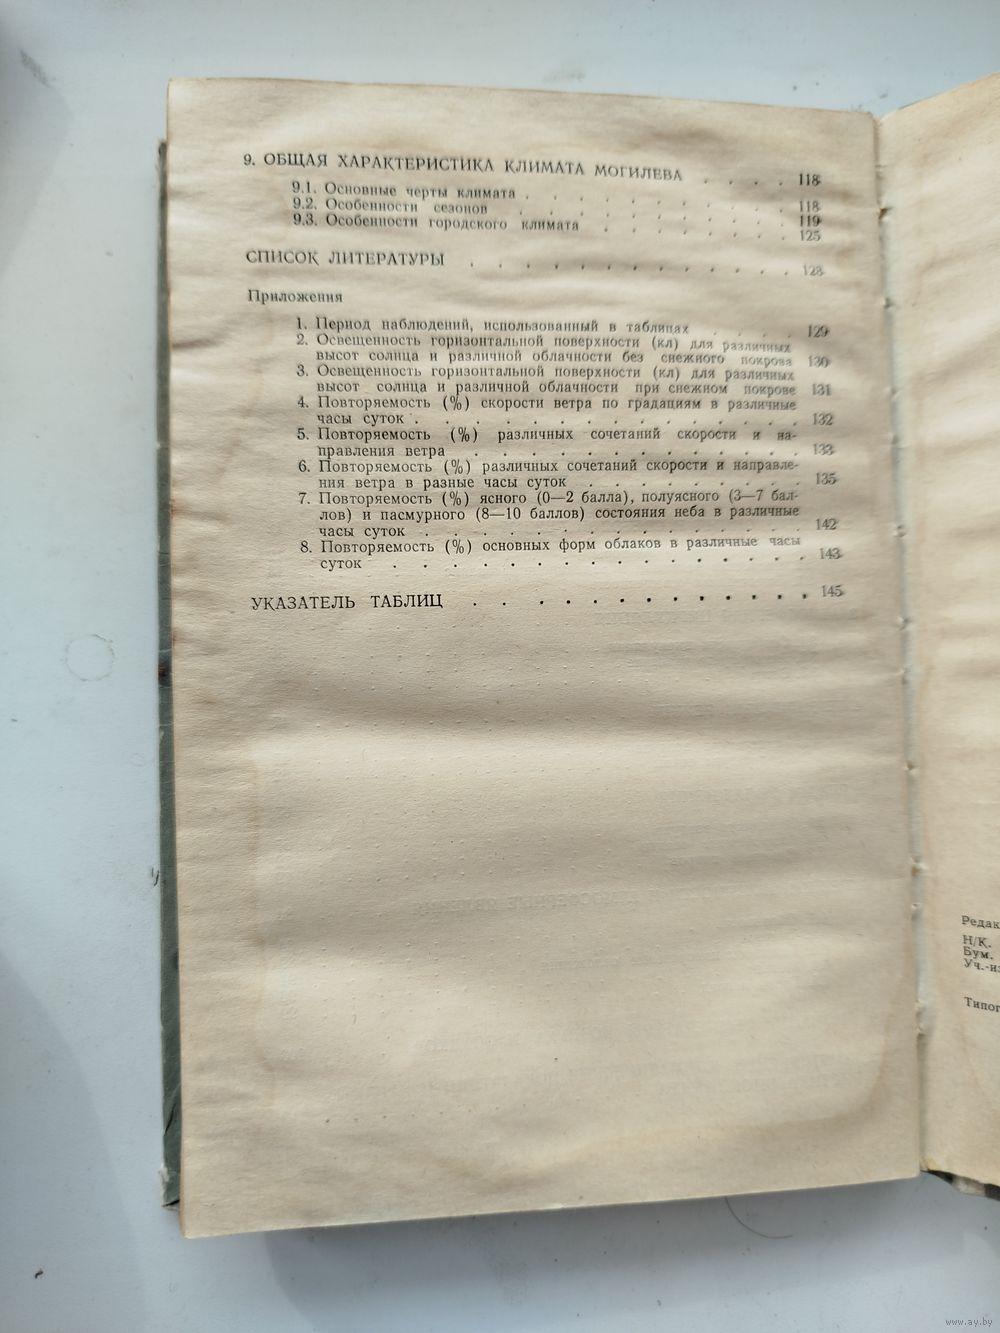 9. ОБЩАЯ ХАРАКТЕРИСТИКА КЛИМАТА МОГИЛЕВА . . . . 118
9.1. Основные черты климата . . . . . . . . . . . 118
9.2. Особенности сезонов . . . . . . . . . . . 119
9.3. Особенности городского климата . . . . . . . . 125
СПИСОК ЛИТЕРАТУРЫ . . . . . . . . . . . . 128
Приложения
1. Период наблюдений, использованный в таблицах . . . . 129
2. Освещенность горизонтальной поверхности (кл) для различных
высот солнца и различной облачности без снежного покрова 130
3. Освещенность горизонтальной поверхности (кл) для различных
высот солнца и различной облачности при снежном покрове 131
4. Повторяемость (%) скорости ветра по градациям в различные
часы суток . . . . . . . . . . . . . . 132
5. Повторяемость (%) различных сочетаний скорости и на-
правления ветра . . . . . . . . . . . . 133
6. Повторяемость (%) различных сочетаний скорости и направле-
ния ветра в разные часы суток . . . . . . . . 135
7. Повторяемость (%) ясного (0—2 балла), полуясного (3—7 бал-
лов) и пасмурного (8—10 баллов) состояния неба в различные
часы суток . . . . . . . . . . . . . . 142
8. Повторяемость (%) основных форм облаков в различные часы
суток . . . . . . . . . . . . . . . 143
УКАЗАТЕЛЬ ТАБЛИЦ . . . . . . . . . . . . . 145
Редак
Н/К.
Бум.
Уч.-из
Типог
www.ay.by